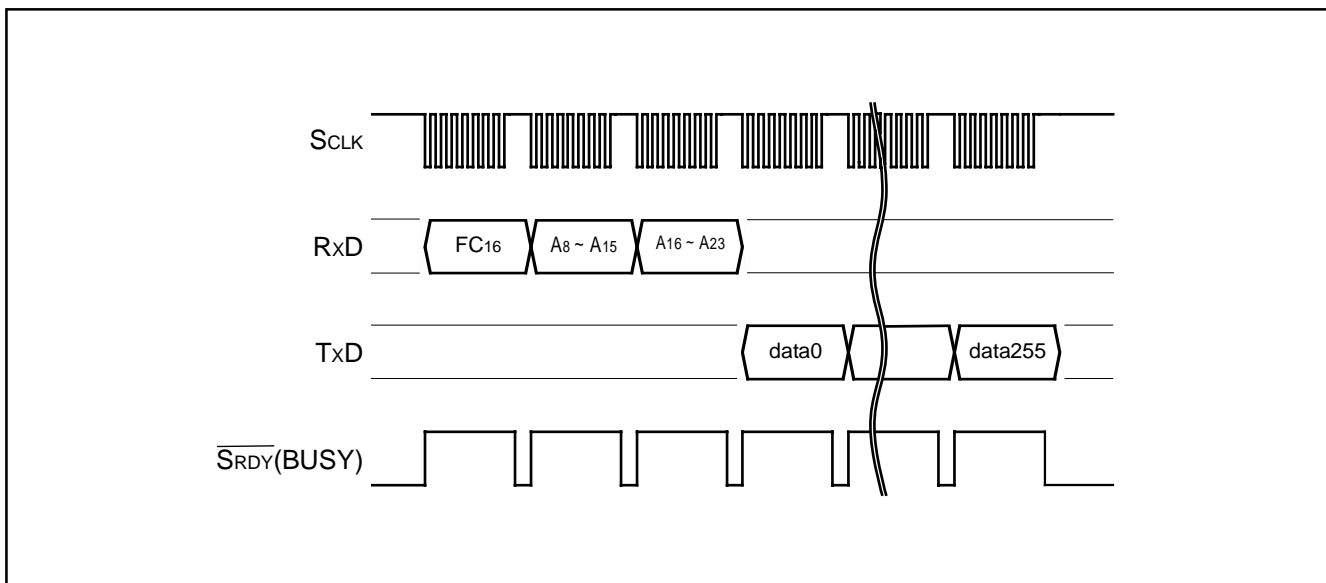 SCLK
RxD
FC16
A8 ~ A15
A16 ~ A23
TxD
data0
data255
SRDY(BUSY)